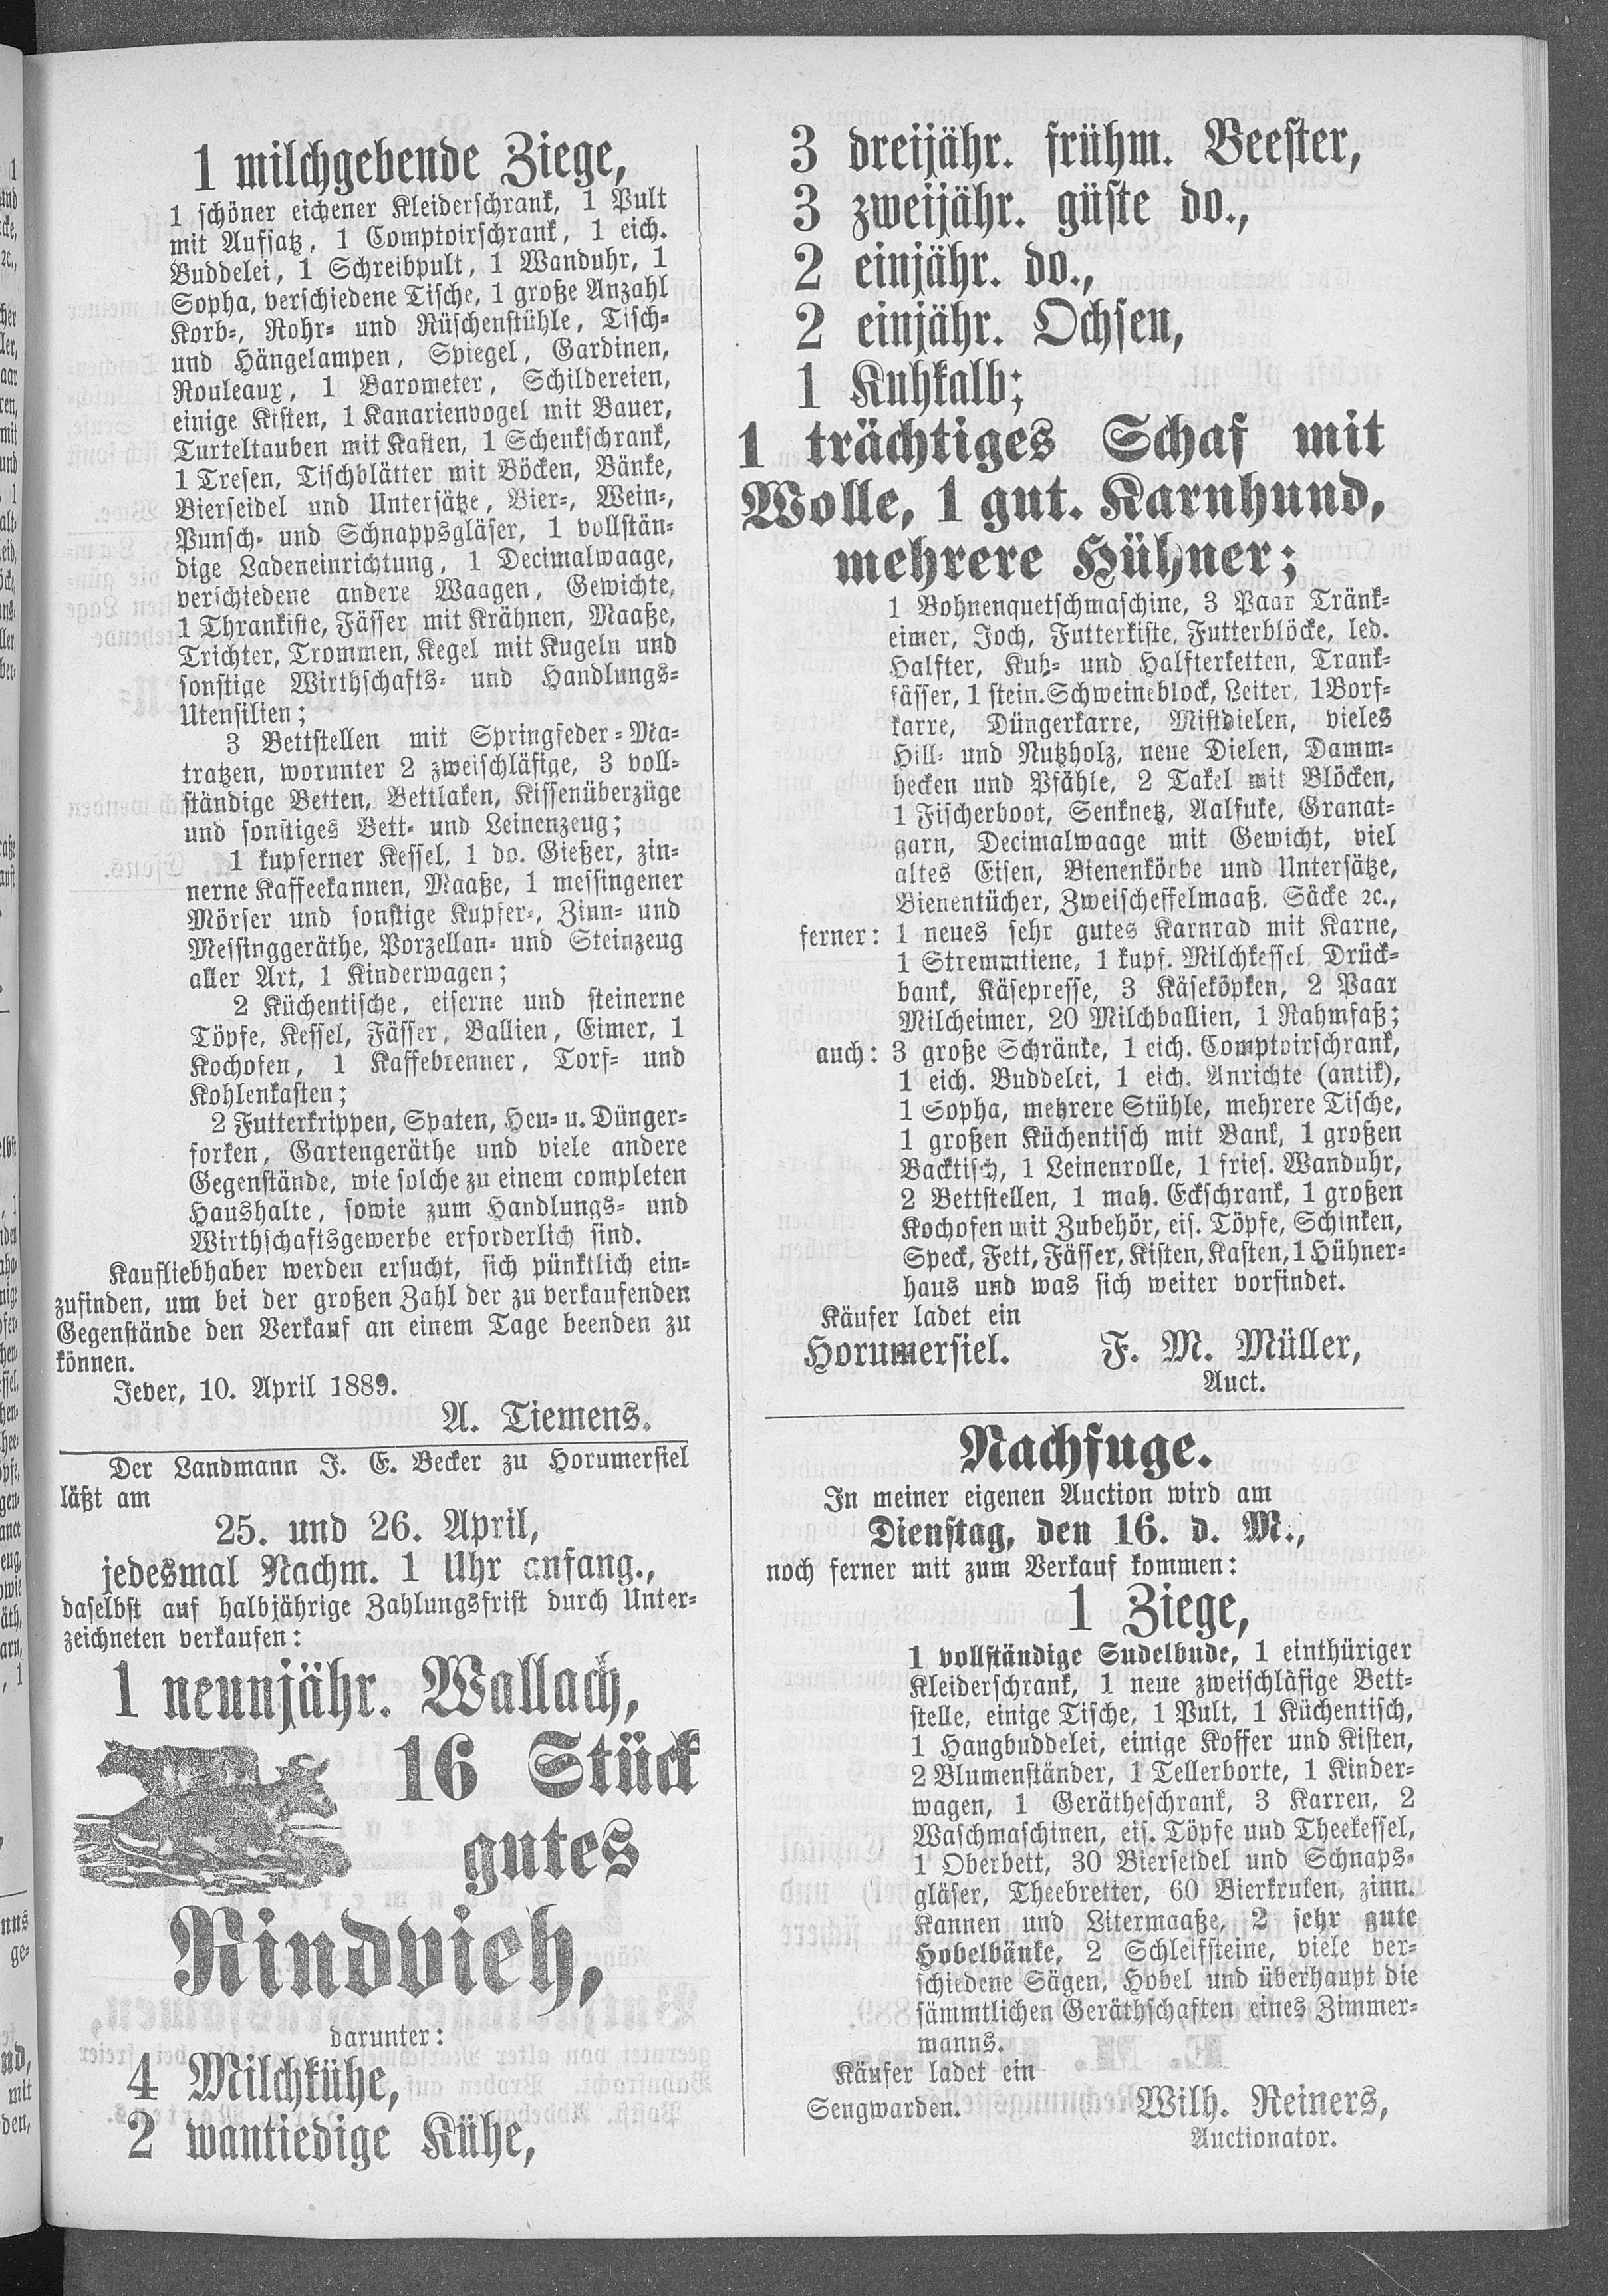 1 milchgebende Ziege,
1 schöner eichener Kleiderschrank, 1 Pult
mit Aufsatz, 1 Comptoirschrank, 1 eich.
Buddelei, 1 Schreibpult, 1 Wanduhr, 1
Sopha, verschiedene Tische, 1 große Anzahl
Korb-, Rohr- und Rüschenstühle, Tisch-
und Hängelampen, Spiegel, Gardinen,
Rouleaux, 1 Barometer, Schildereien,
einige Kisten, 1 Kanarienvogel mit Bauer,
Turteltauben mit Kasten, 1 Schenkschrank,
1 Tresen, Tischblätter mit Böcken, Bänke,
Bierseidel und Untersätze, Bier-, Wein-,
Punsch- und Schnappsgläser, 1 vollstän-
dige Ladeneinrichtung, 1 Decimalwaage,
verschiedene andere Waagen, Gewichte,
1 Thrankiste, Fässer mit Krähnen, Maaße,
Trichter, Trommen, Kegel mit Kugeln und
sonstige Wirthschafts- und Handlungs-
Utensilien;
3 Bettstellen mit Springfeder-Ma-
tratzen, worunter 2 zweischläfige, 3 voll-
ständige Betten, Bettlaken, Kissenüberzüge
und sonstiges Bett- und Leinenzeug;
1 kupferner Kessel, 1 do. Gießer, zin-
nerne Kaffeekannen, Maaße, 1 messingener
Mörser und sonstige Kupfer-, Zinn- und
Messinggeräthe, Porzellan- und Steinzeug
aller Art, 1 Kinderwagen;
2 Küchentische, eiserne und steinerne
Töpfe, Kessel, Fässer, Ballien, Eimer, 1
Kochofen, 1 Kaffebrenner, Torf- und
Kohlenkasten;
2 Futterkrippen, Spaten, Heu- u. Dünger-
forken, Gartengeräthe und viele andere
Gegenstände, wie solche zu einem completen
Haushalte, sowie zum Handlungs- und
Wirthschaftsgewerbe erforderlich sind.
Kaufliebhaber werden ersucht, sich pünktlich ein-
zufinden, um bei der großen Zahl der zu verkaufenden
Gegenstände den Verkauf an einem Tage beenden zu
können.
Jever, 10. April 1889.
A. Tiemens.
Der Landmann J. E. Becker zu Horumersiel
läßt am
25. und 26. April,
jedesmal Nachm. 1 Uhr anfang.,
daselbst auf halbjährige Zahlungsfrist durch Unter-
zeichneten verkaufen:
1 neunjähr. Wallach,
16 Stück
gutes
Rindvieh,
darunter:
4 Milchkühe,
2 wantiedige Kühe,
3 dreijähr. frühm. Beester,
3 zweijähr. güste do.,
2 einjähr. do.,
2 einjähr. Ochsen,
1 Kuhkalb;
1 trächtiges Schaf mit
Wolle, 1 gut. Karnhund,
mehrere Hühner;
1 Bohnenquetschmaschine, 3 Paar Tränk-
eimer, Joch, Futterkiste, Futterblöcke, led.
Halfter, Kuh- und Halfterketten, Trank-
fässer, 1 stein. Schweineblock, Leiter, 1 Borf-
karre, Düngerkarre, Mistdielen, vieles
Hill- und Nutzholz, neue Dielen, Damm-
hecken und Pfähle, 2 Takel mit Blöcken,
1 Fischerboot, Senknetz, Aalfuke, Granat-
garn, Decimalwaage mit Gewicht, viel
altes Eisen, Bienenkörbe und Untersätze,
Bienentücher, Zweischeffelmaaß, Säcke ꝛc.,
ferner: 1 neues sehr gutes Karnrad mit Karne,
1 Stremmtiene, 1 kupf. Milchkessel, Drück-
bank, Käsepresse, 3 Käseköpken, 2 Paar
Milcheimer, 20 Milchballien, 1 Rahmfaß;
auch: 3 große Schränke, 1 eich. Comptoirschrank,
1 eich. Buddelei, 1 eich. Anrichte (antik),
1 Sopha, mehrere Stühle, mehrere Tische,
1 großen Küchentisch mit Bank, 1 großen
Backtisch, 1 Leinenrolle, 1 fries. Wanduhr,
2 Bettstellen, 1 mah. Eckschrank, 1 großen
Kochofen mit Zubehör, eis. Töpfe, Schinken,
Speck, Fett, Fässer, Kisten, Kasten, 1 Hühner-
haus und was sich weiter vorfindet.
Käufer ladet ein
Horumersiel. F. M. Müller,
Auct.
Nachfuge.
In meiner eigenen Auction wird am
Dienstag, den 16. d. M.,
noch ferner mit zum Verkauf kommen:
1 Ziege,
1 vollständige Sudelbude, 1 einthüriger
Kleiderschrank, 1 neue zweischläfige Bett-
stelle, einige Tische, 1 Pult, 1 Küchentisch,
1 Hangbuddelei, einige Koffer und Kisten,
2 Blumenständer, 1 Tellerborte, 1 Kinder-
wagen, 1 Gerätheschrank, 3 Karren, 2
Waschmaschinen, eis. Töpfe und Theekessel,
1 Oberbett, 30 Bierseidel und Schnaps-
gläser, Theebretter, 60 Bierkruken, zinn.
Kannen und Litermaaße, 2 sehr gute
Hobelbänke, 2 Schleifsteine, viele ver-
schiedene Sägen, Hobel und überhaupt die
sämmtlichen Geräthschaften eines Zimmer-
manns.
Käufer ladet ein
Sengwarden. Wilh. Reiners,
Auctionator.